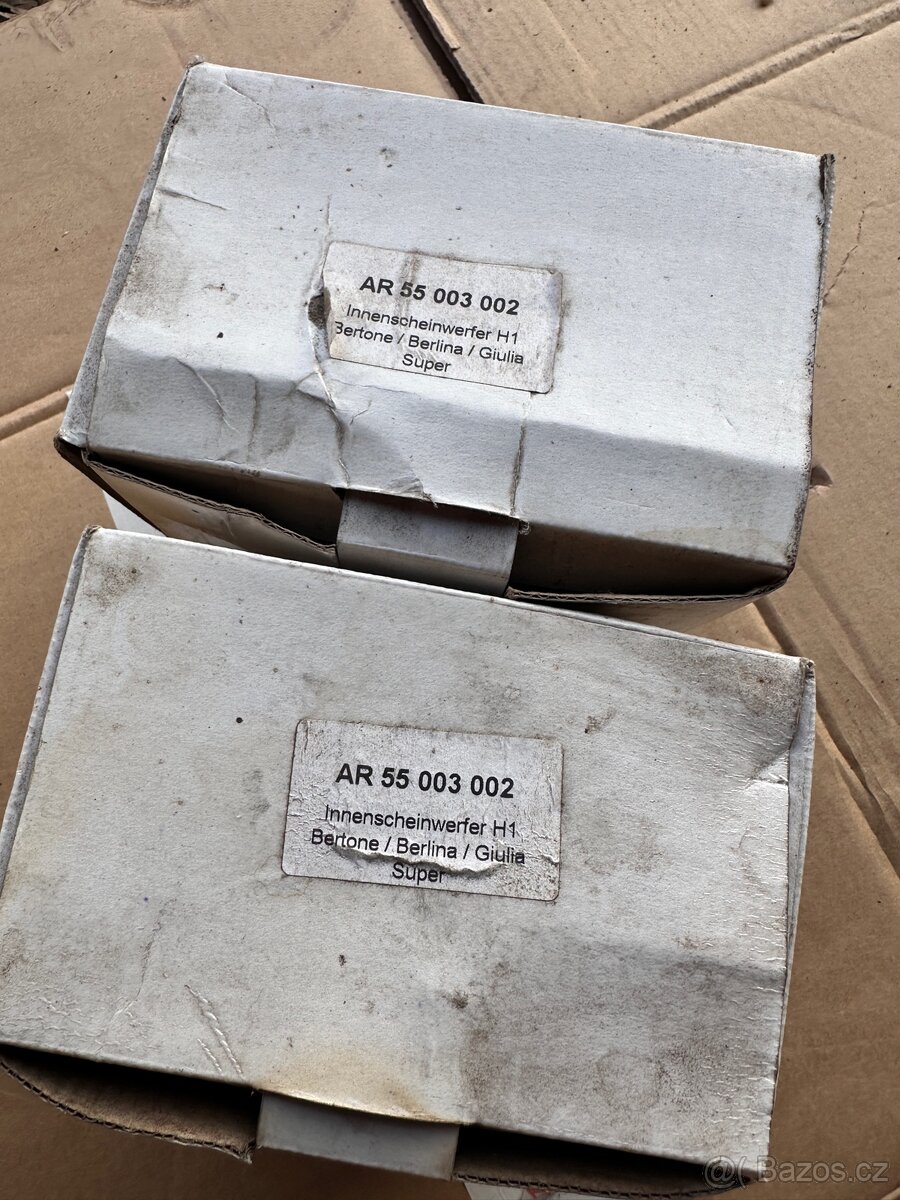 AR 55 003 002
Innenscheinwerfer H1
Bertone / Berlina / Giulia
Super
AR 55 003 002
Innenscheinwerfer H1
Bertone / Berlina / Giulia
Super
@( Bazos.cz